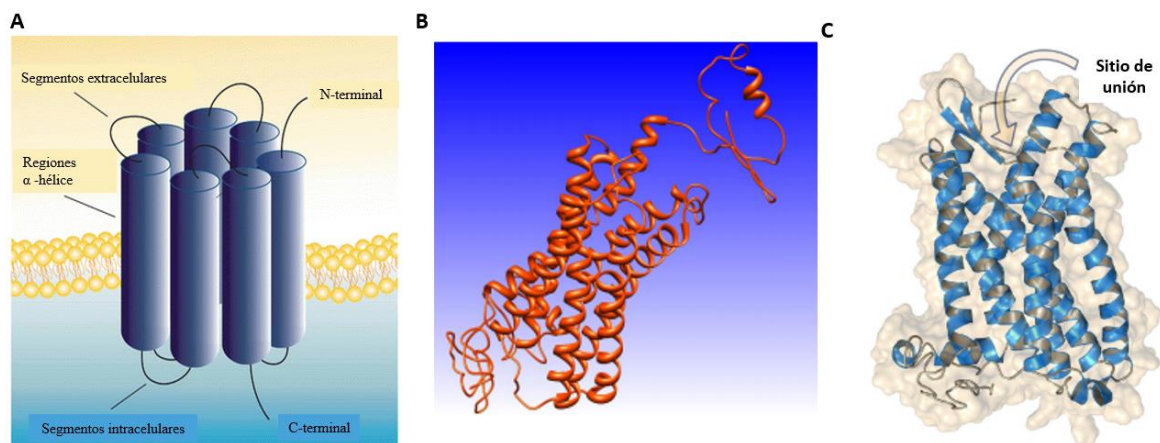 A
Segmentos extracelulares
N-terminal
Regiones
α -hélice
Segmentos intracelulares
C-terminal
B
C
Sitio de
unión